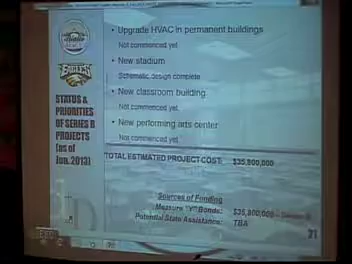 EAGLES
STATUS &
PRIORITIES
OF SERIES B
PROJECTS
(as of
Jan. 2013)
• Upgrade HVAC in permanent buildings
Not commenced yet
• New stadium
Schematic design complete
• New classroom building
Not commenced yet
• New performing arts center
Not commenced yet
TOTAL ESTIMATED PROJECT COST: $35,800,000
Sources of Funding
Measure "Y" Bonds: $35,800,000 - Series B
Potential State Assistance: TBA